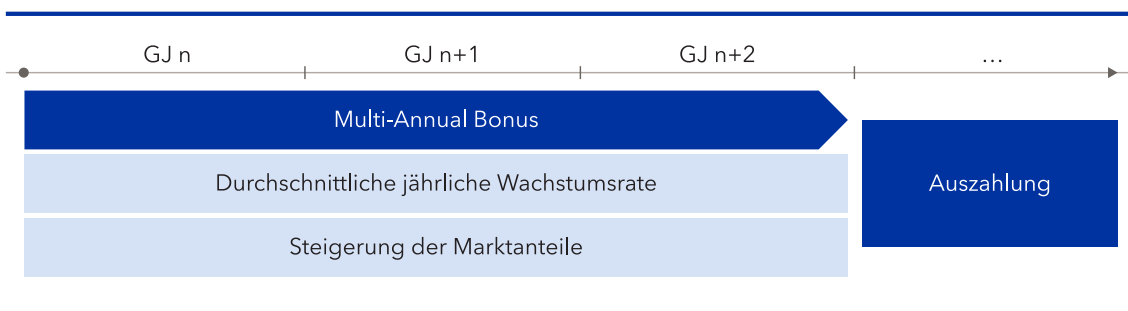 GJ n GJ n+1 GJ n+2 …
Multi-Annual Bonus
Durchschnittliche jährliche Wachstumsrate
Auszahlung
Steigerung der Marktanteile